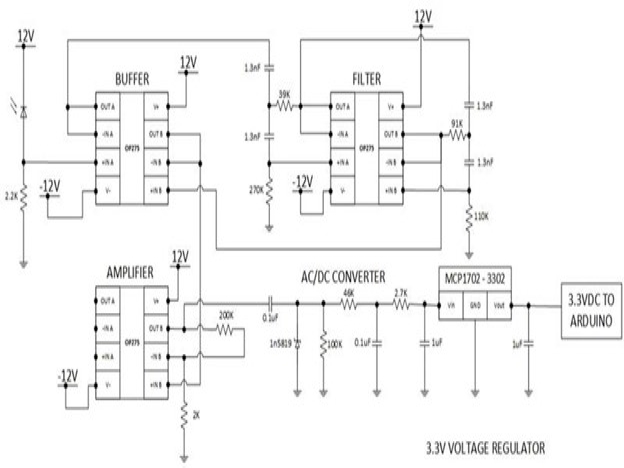 12V
12V
12V
BUFFER
FILTER
1.3nF
39K
OUT A
V+
-IN A
OUT B
OP275
+IN A
-IN B
V-
+IN B
OUT A
V+
-IN A
OUT B
OP275
+IN A
-IN B
V-
+IN B
1.3nF
91K
1.3nF
1.3nF
-12V
2.2K
270K
-12V
110K
AMPLIFIER
12V
AC/DC CONVERTER
MCP1702 - 3302
OUT A
V+
-IN A
OUT B
OP275
+IN A
-IN B
V-
+IN B
200K
0.1uF
46K
2.7K
Vin
GND
Vout
3.3VDC TO
ARDUINO
1n5819
100K
0.1uF
1uF
1uF
-12V
2K
3.3V VOLTAGE REGULATOR